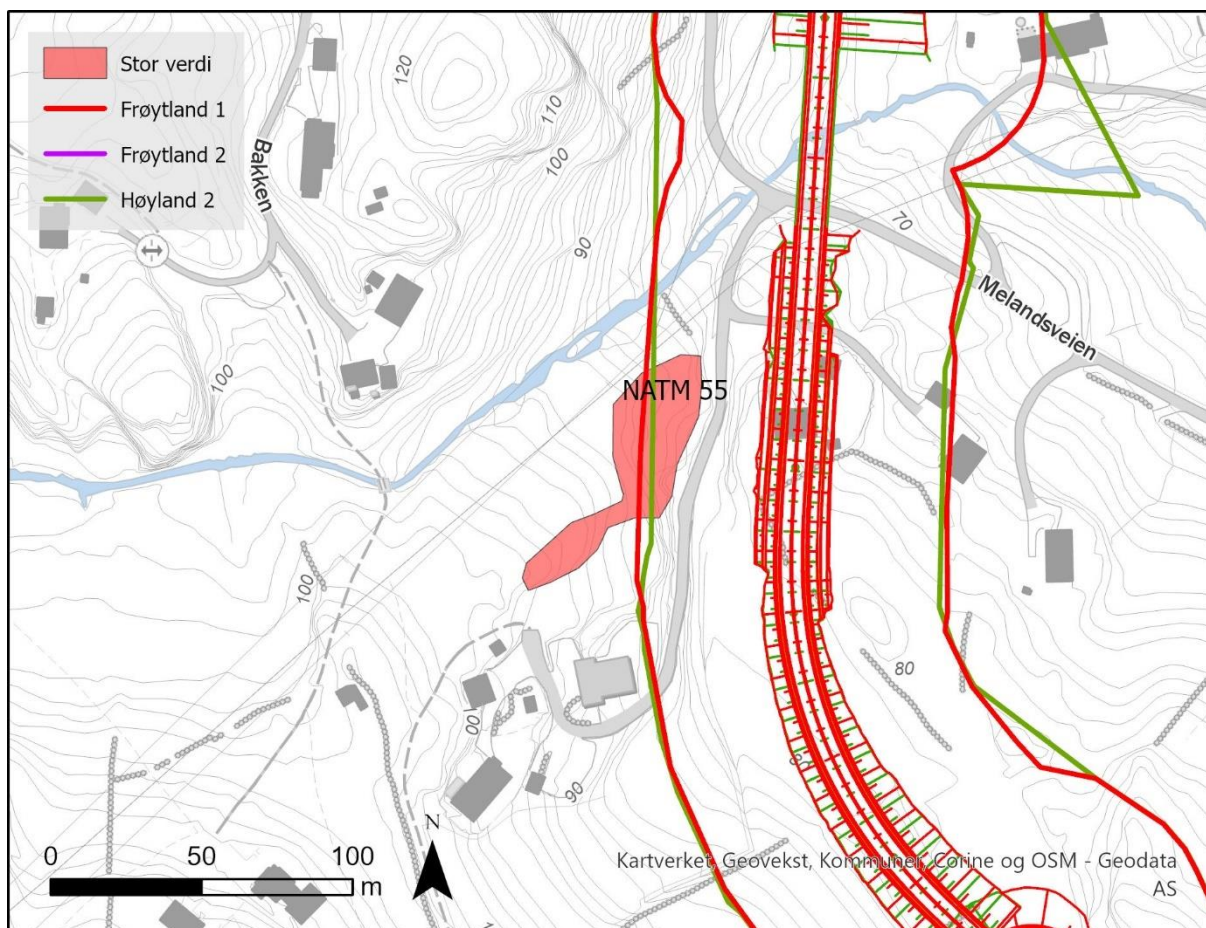 Stor verdi
Frøytland 1
Frøytland 2
Høyland 2
Bakken
120
110
100
90
70
Melandsveien
100
NATM 55
100
80
90
N
0 50 100
m
Kartverket, Geovekst, Kommuner, Corine og OSM - Geodata
AS